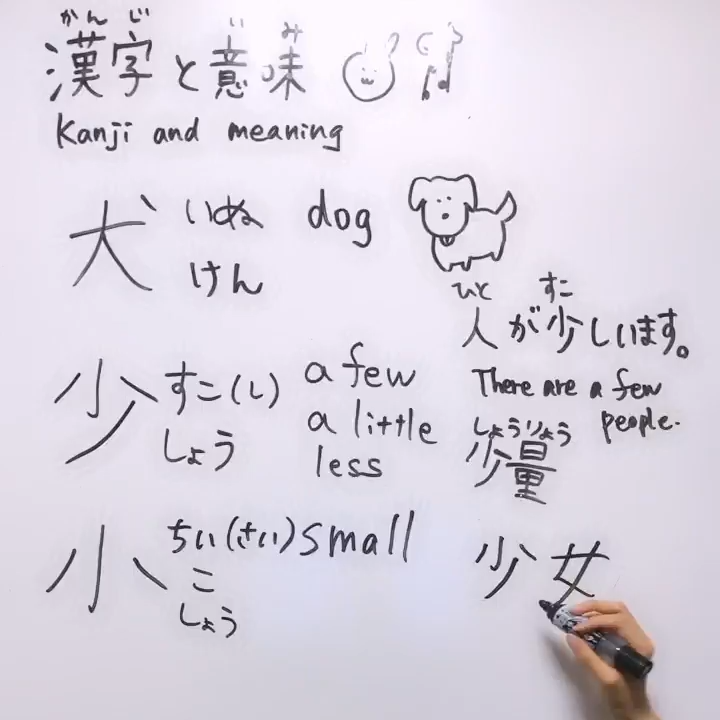 かんじ い み
漢字と意味
Kanji and meaning
犬 いぬ dog
けん
ひと すこ
人が少しいます。
There are a few
people.
少 すこ(し) a few
しょう a little
less
しょうりょう
少量
小 ちい(さい) small
こ
しょう
少女